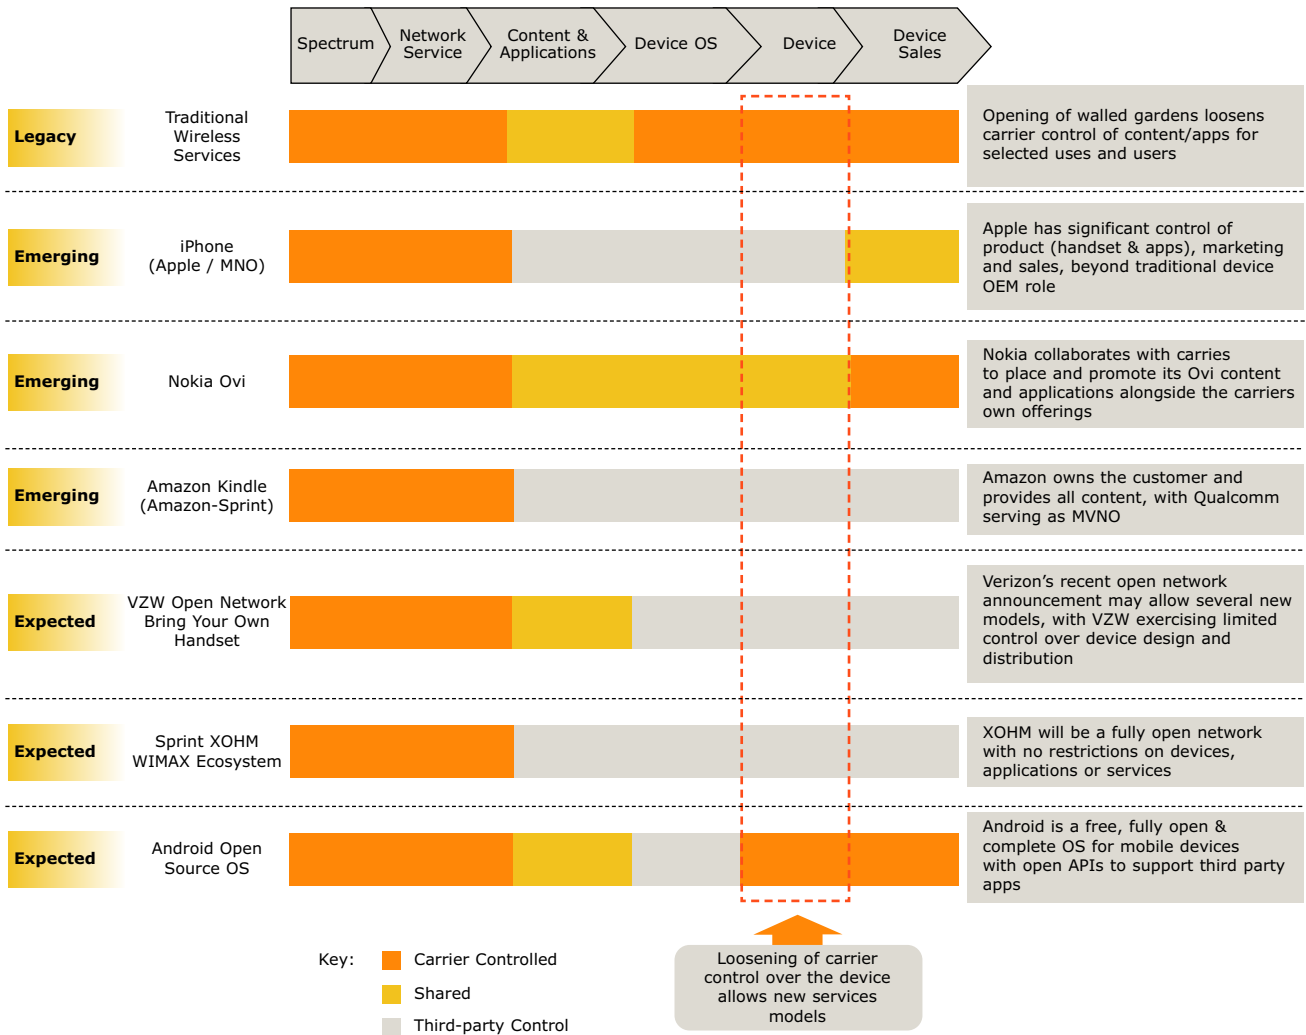 Spectrum
Network
Service
Content &
Applications
Device OS
Device
Device
Sales
Legacy
Traditional
Wireless
Services
Opening of walled gardens loosens
carrier control of content/apps for
selected uses and users
Emerging
iPhone
(Apple / MNO)
Apple has significant control of
product (handset & apps), marketing
and sales, beyond traditional device
OEM role
Emerging
Nokia Ovi
Nokia collaborates with carries
to place and promote its Ovi content
and applications alongside the carriers
own offerings
Emerging
Amazon Kindle
(Amazon-Sprint)
Amazon owns the customer and
provides all content, with Qualcomm
serving as MVNO
Expected
VZW Open Network
Bring Your Own
Handset
Verizon’s recent open network
announcement may allow several new
models, with VZW exercising limited
control over device design and
distribution
Expected
Sprint XOHM
WIMAX Ecosystem
XOHM will be a fully open network
with no restrictions on devices,
applications or services
Expected
Android Open
Source OS
Android is a free, fully open &
complete OS for mobile devices
with open APIs to support third party
apps
Key:
Carrier Controlled
Shared
Third-party Control
Loosening of carrier
control over the device
allows new services
models